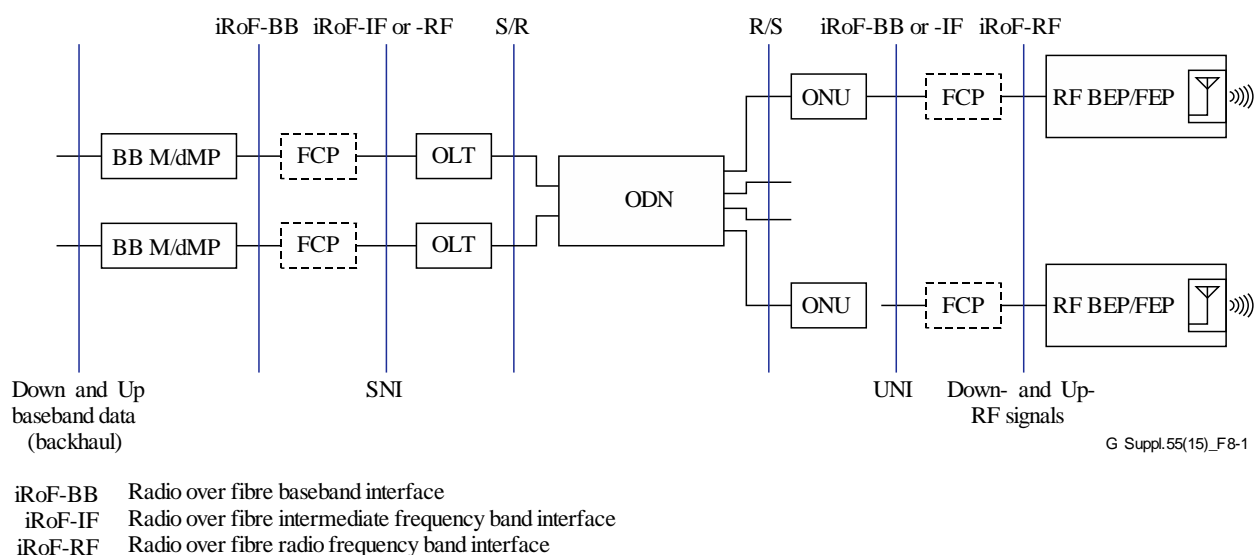 iRoF-BB iRoF-IF or -RF S/R R/S iRoF-BB or -IF iRoF-RF
ONU FCP RF BEP/FEP
BB M/dMP FCP OLT
ODN
BB M/dMP FCP OLT
ONU FCP RF BEP/FEP
Down and Up
baseband data
(backhaul)
SNI
UNI
Down- and Up-
RF signals
G Suppl.55(15)_F8-1
iRoF-BB Radio over fibre baseband interface
iRoF-IF Radio over fibre intermediate frequency band interface
iRoF-RF Radio over fibre radio frequency band interface